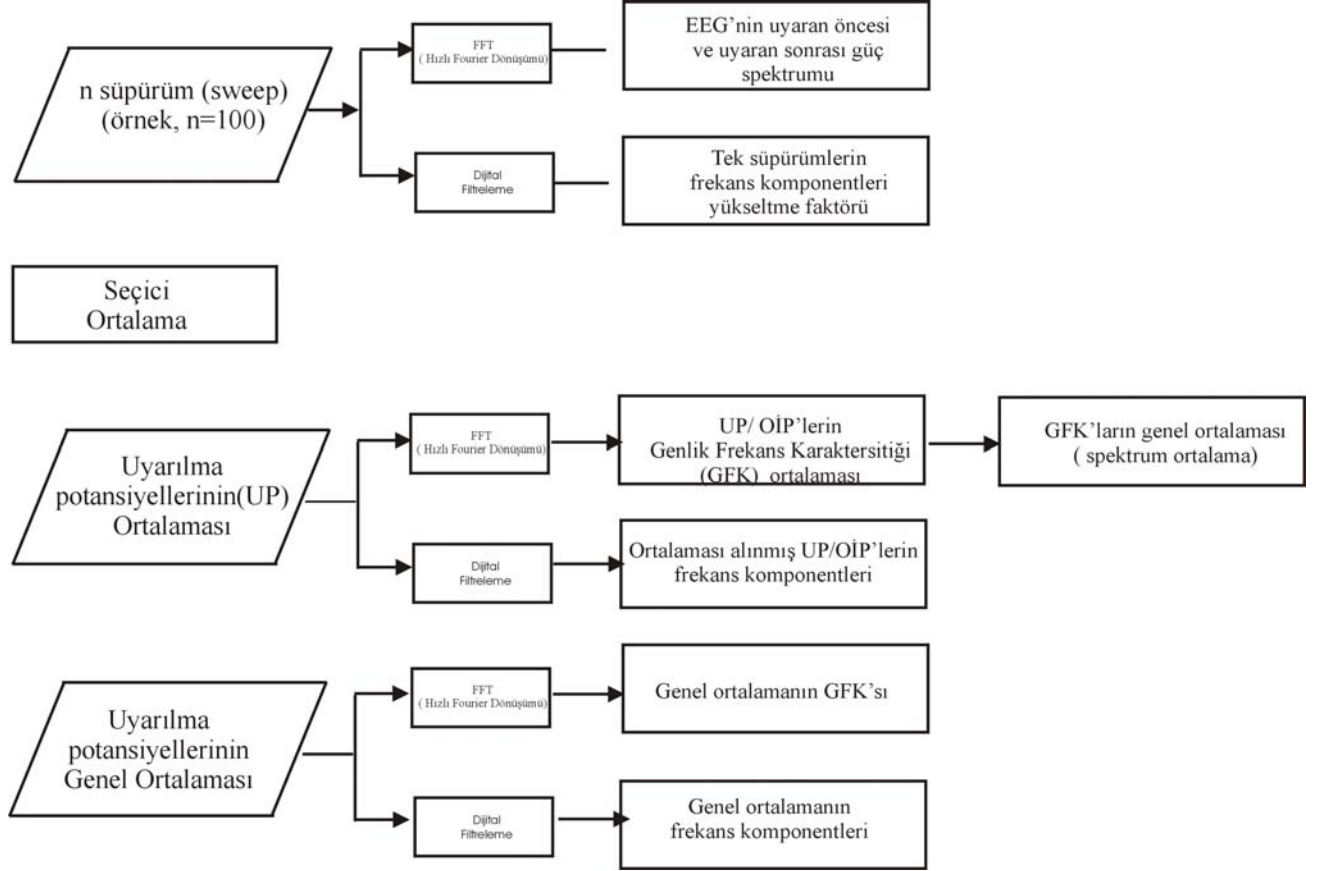 n süpürüm (sweep)
(örnek, n=100)
FFT
( Hızlı Fourier Dönüşümü)
EEG’nin uyaran öncesi
ve uyaran sonrası güç
spektrumu
Dijital
Filtreleme
Tek süpürümlerin
frekans komponentleri
yükseltme faktörü
Seçici
Ortalama
Uyarılma
potansiyellerinin(UP)
Ortalaması
FFT
( Hızlı Fourier Dönüşümü)
UP/ OİP’lerin
Genlik Frekans Karaktersitiği
(GFK) ortalaması
GFK’ların genel ortalaması
( spektrum ortalama)
Dijital
Filtreleme
Ortalaması alınmış UP/OİP’lerin
frekans komponentleri
Uyarılma
potansiyellerinin
Genel Ortalaması
FFT
( Hızlı Fourier Dönüşümü)
Genel ortalamanın GFK’sı
Dijital
Filtreleme
Genel ortalamanın
frekans komponentleri